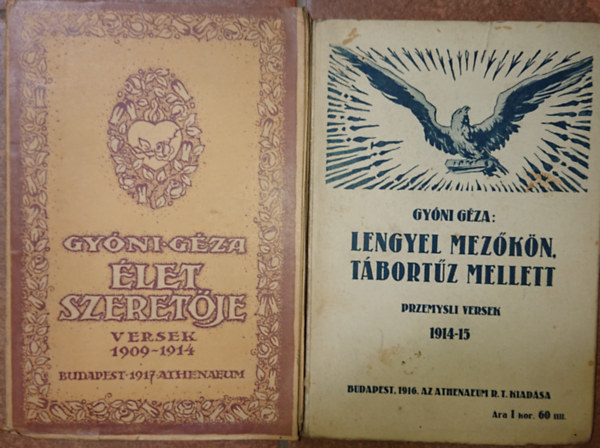 GYÓNI·GÉZA
ÉLET
SZERETŐJE
VERSEK
1909-1914
BUDAPEST·1917·ATHENAEUM
GYÓNI GÉZA:
LENGYEL MEZŐKÖN,
TÁBORTŰZ MELLETT
PRZEMYSLI VERSEK
1914-15
BUDAPEST, 1916. AZ ATHENAEUM R. T. KIADÁSA
Ára 1 kor. 60 fill.